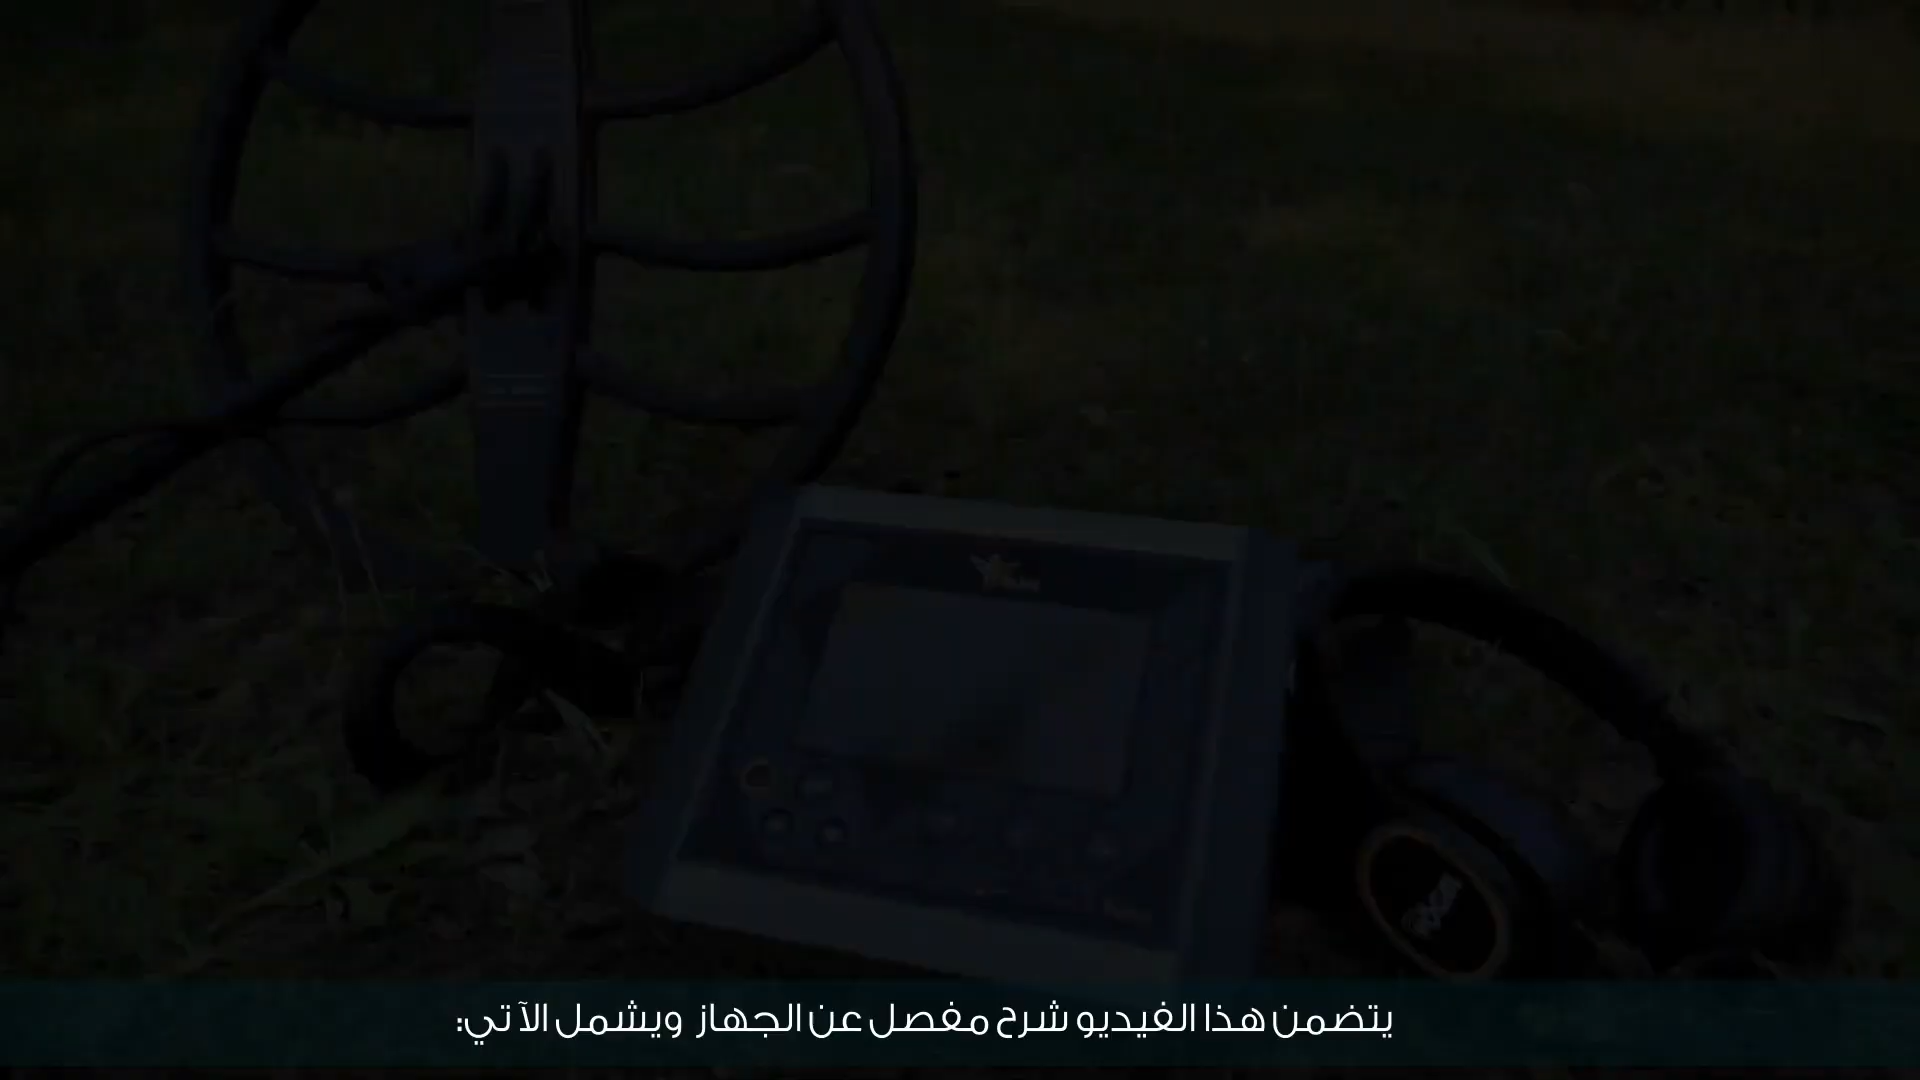 يتضمن هذا الفيديو شرح مفصل عن الجهاز ويشمل الآتي: